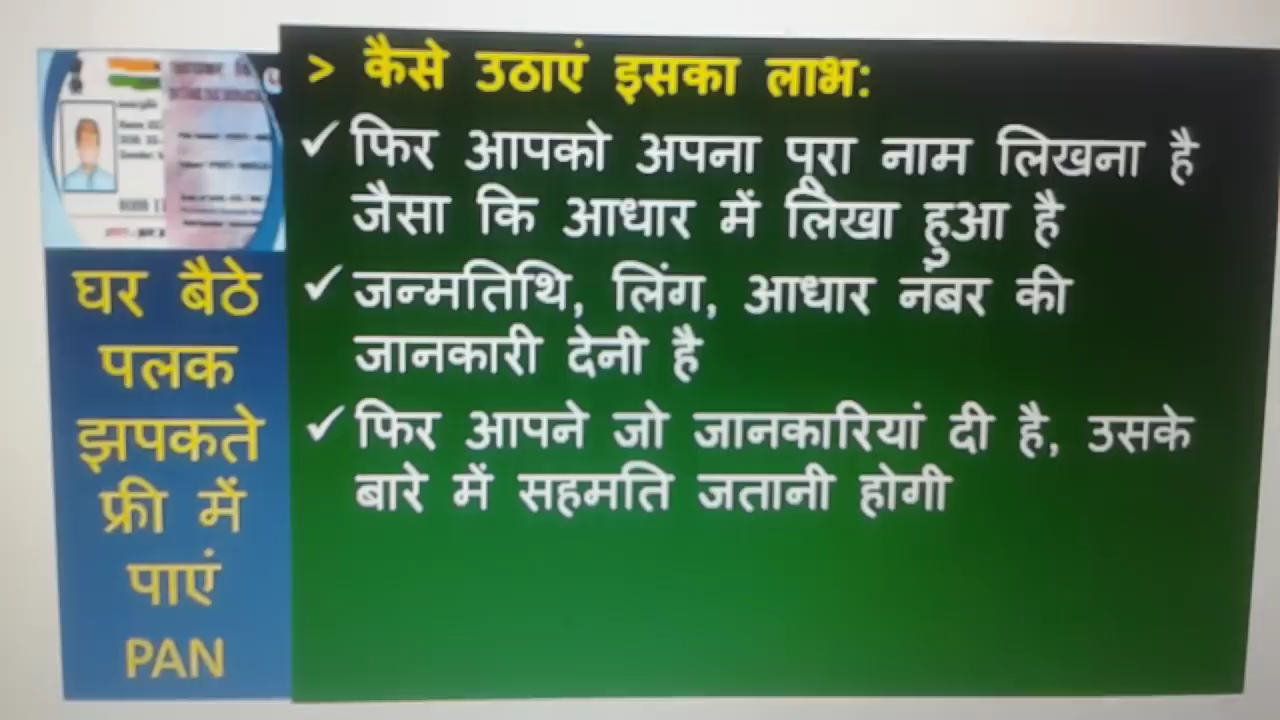 > कैसे उठाएं इसका लाभ:
✓ फिर आपको अपना पूरा नाम लिखना है
जैसा कि आधार में लिखा हुआ है
✓ जन्मतिथि, लिंग, आधार नंबर की
जानकारी देनी है
✓ फिर आपने जो जानकारियां दी है, उसके
बारे में सहमति जतानी होगी
घर बैठे
पलक
झपकते
फ्री में
पाएं
PAN